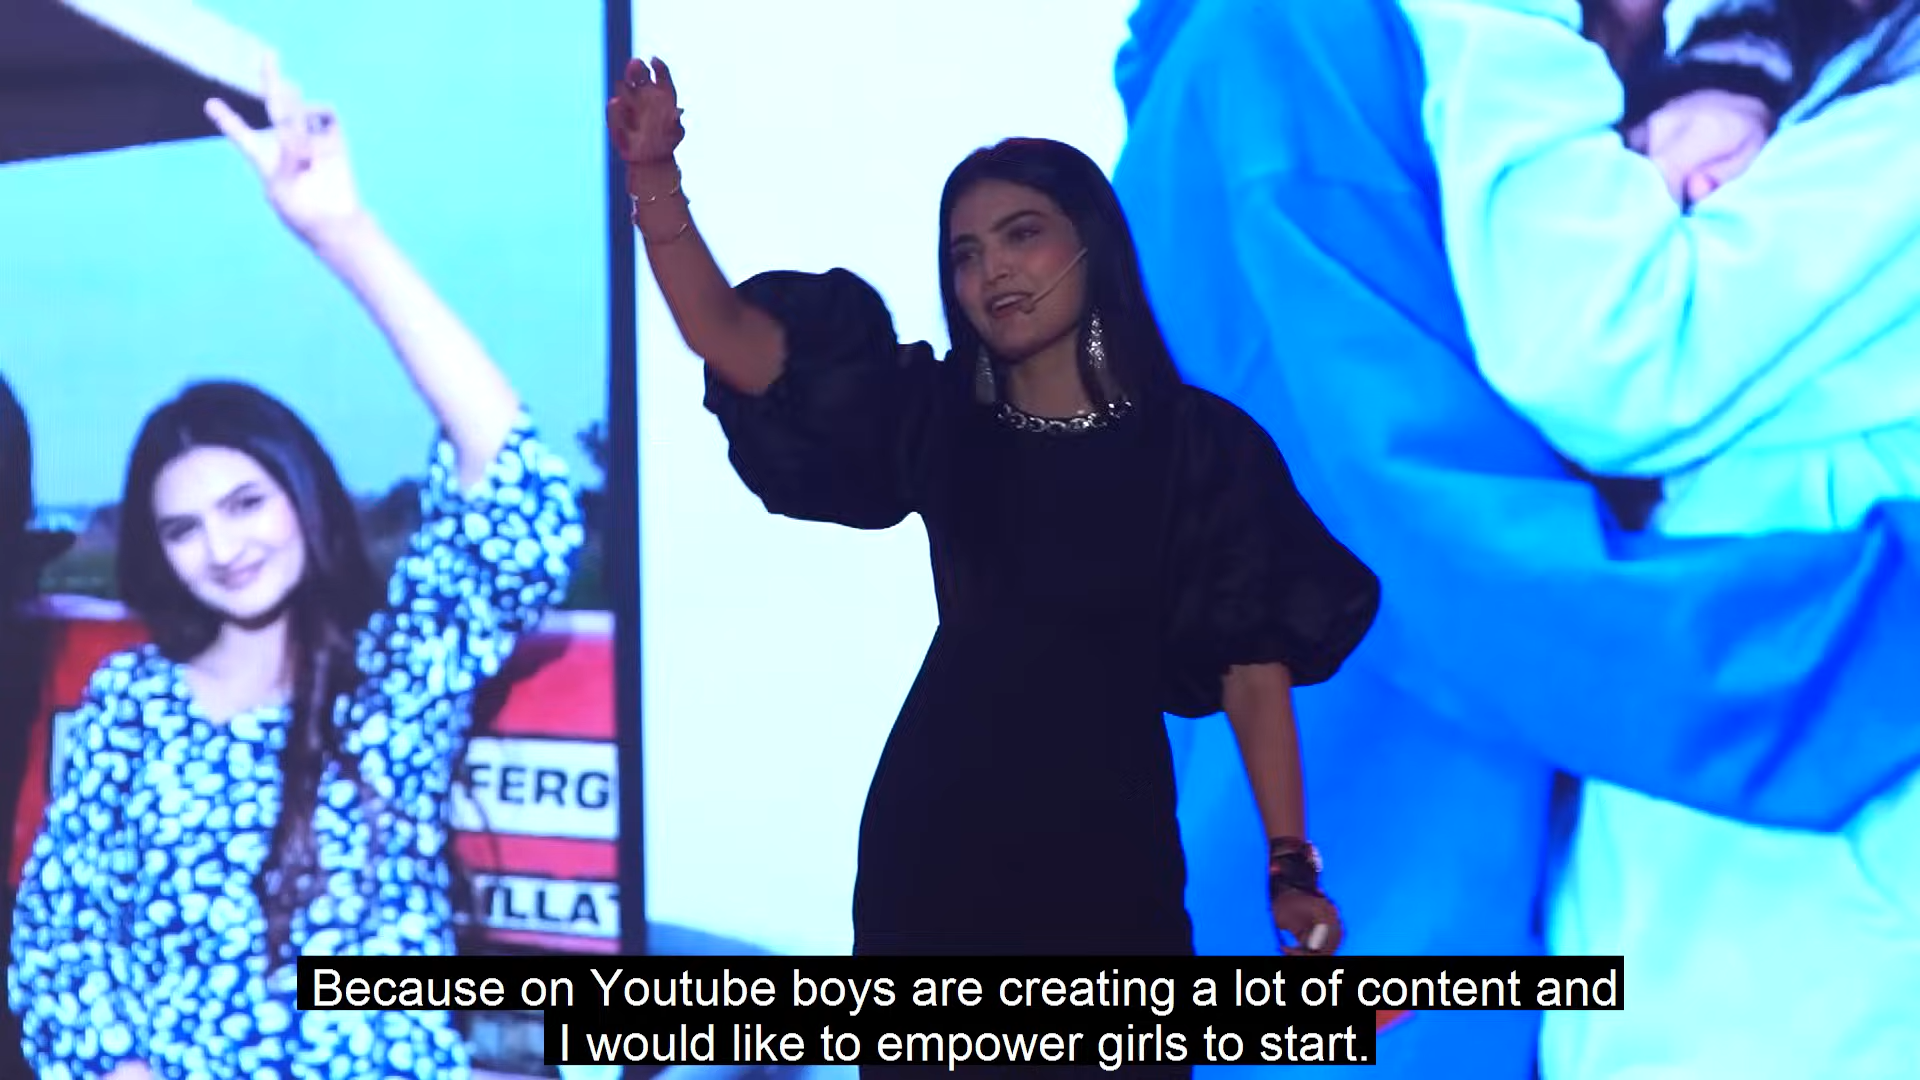 FERG
LLAT
Because on Youtube boys are creating a lot of content and
I would like to empower girls to start.